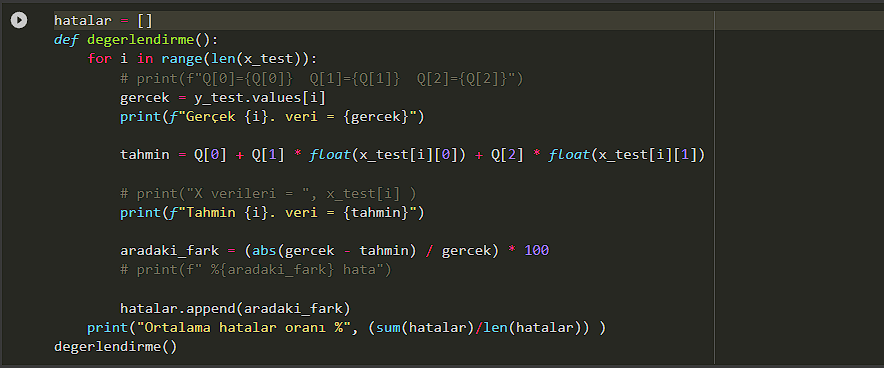 hatalar = []
def degerlendirme():
    for i in range(len(x_test)):
        # print(f"Q[0]={Q[0]}  Q[1]={Q[1]}  Q[2]={Q[2]}")
        gercek = y_test.values[i]
        print(f"Gerçek {i}. veri = {gercek}")
        tahmin = Q[0] + Q[1] * float(x_test[i][0]) + Q[2] * float(x_test[i][1])
        # print("X verileri = ", x_test[i] )
        print(f"Tahmin {i}. veri = {tahmin}")
        aradaki_fark = (abs(gercek - tahmin) / gercek) * 100
        # print(f" %{aradaki_fark} hata")
        hatalar.append(aradaki_fark)
    print("Ortalama hatalar oranı %", (sum(hatalar)/len(hatalar)) )
degerlendirme()